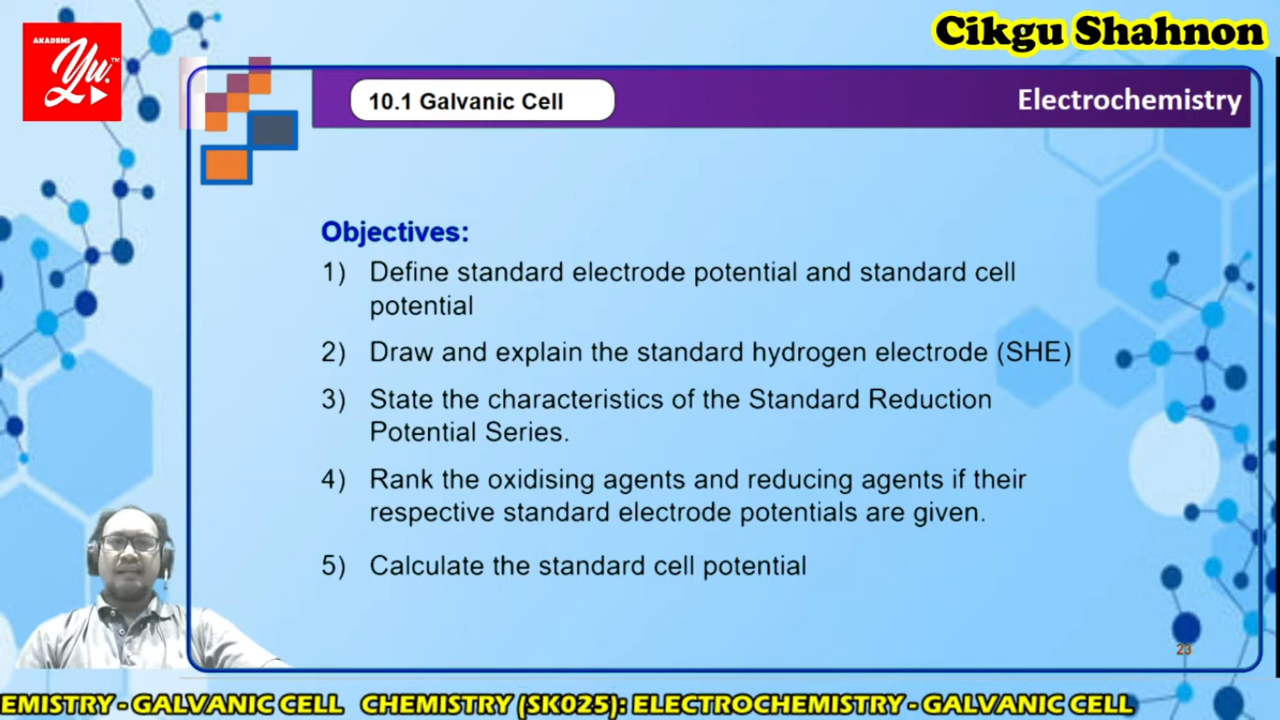 Cikgu Shahnon
AKADEMI
Yu.
TM
10.1 Galvanic Cell
Electrochemistry
Objectives:
1) Define standard electrode potential and standard cell
potential
2) Draw and explain the standard hydrogen electrode (SHE)
3) State the characteristics of the Standard Reduction
Potential Series.
4) Rank the oxidising agents and reducing agents if their
respective standard electrode potentials are given.
5) Calculate the standard cell potential
23
EMISTRY - GALVANIC CELL CHEMISTRY (SK025): ELECTROCHEMISTRY - GALVANIC CELL